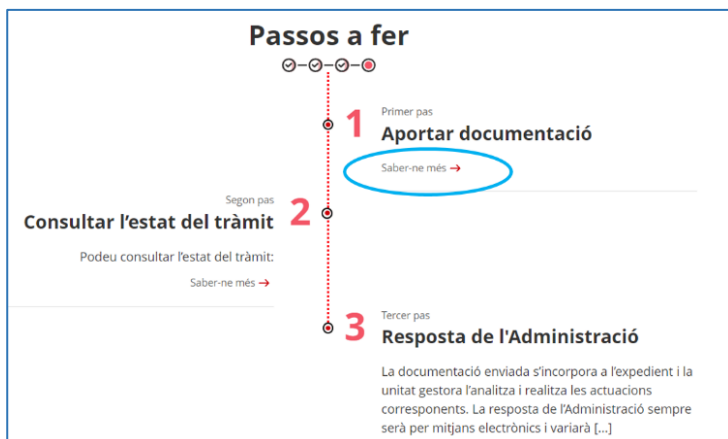 Passos a fer
1
Primer pas
Aportar documentació
Saber-ne més →
Segon pas
2
Consultar l’estat del tràmit
Podeu consultar l’estat del tràmit:
Saber-ne més →
3
Tercer pas
Resposta de l'Administració
La documentació enviada s’incorpora a l’expedient i la
unitat gestora l’analitza i realitza les actuacions
corresponents. La resposta de l’Administració sempre
serà per mitjans electrònics i variarà [...]